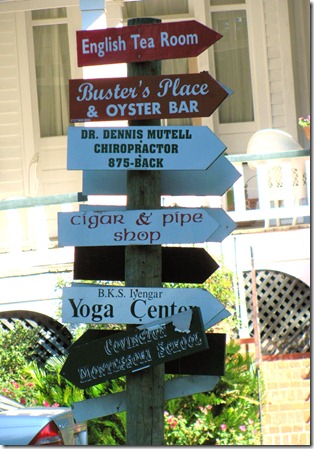 English Tea Room
Buster's Place
& OYSTER BAR
DR. DENNIS MUTELL
CHIROPRACTOR
875-BACK
CIGAR & PIPE
SHOP
B.K.S. Iyengar
Yoga Center
COVINGTON
MONTESSORI SCHOOL